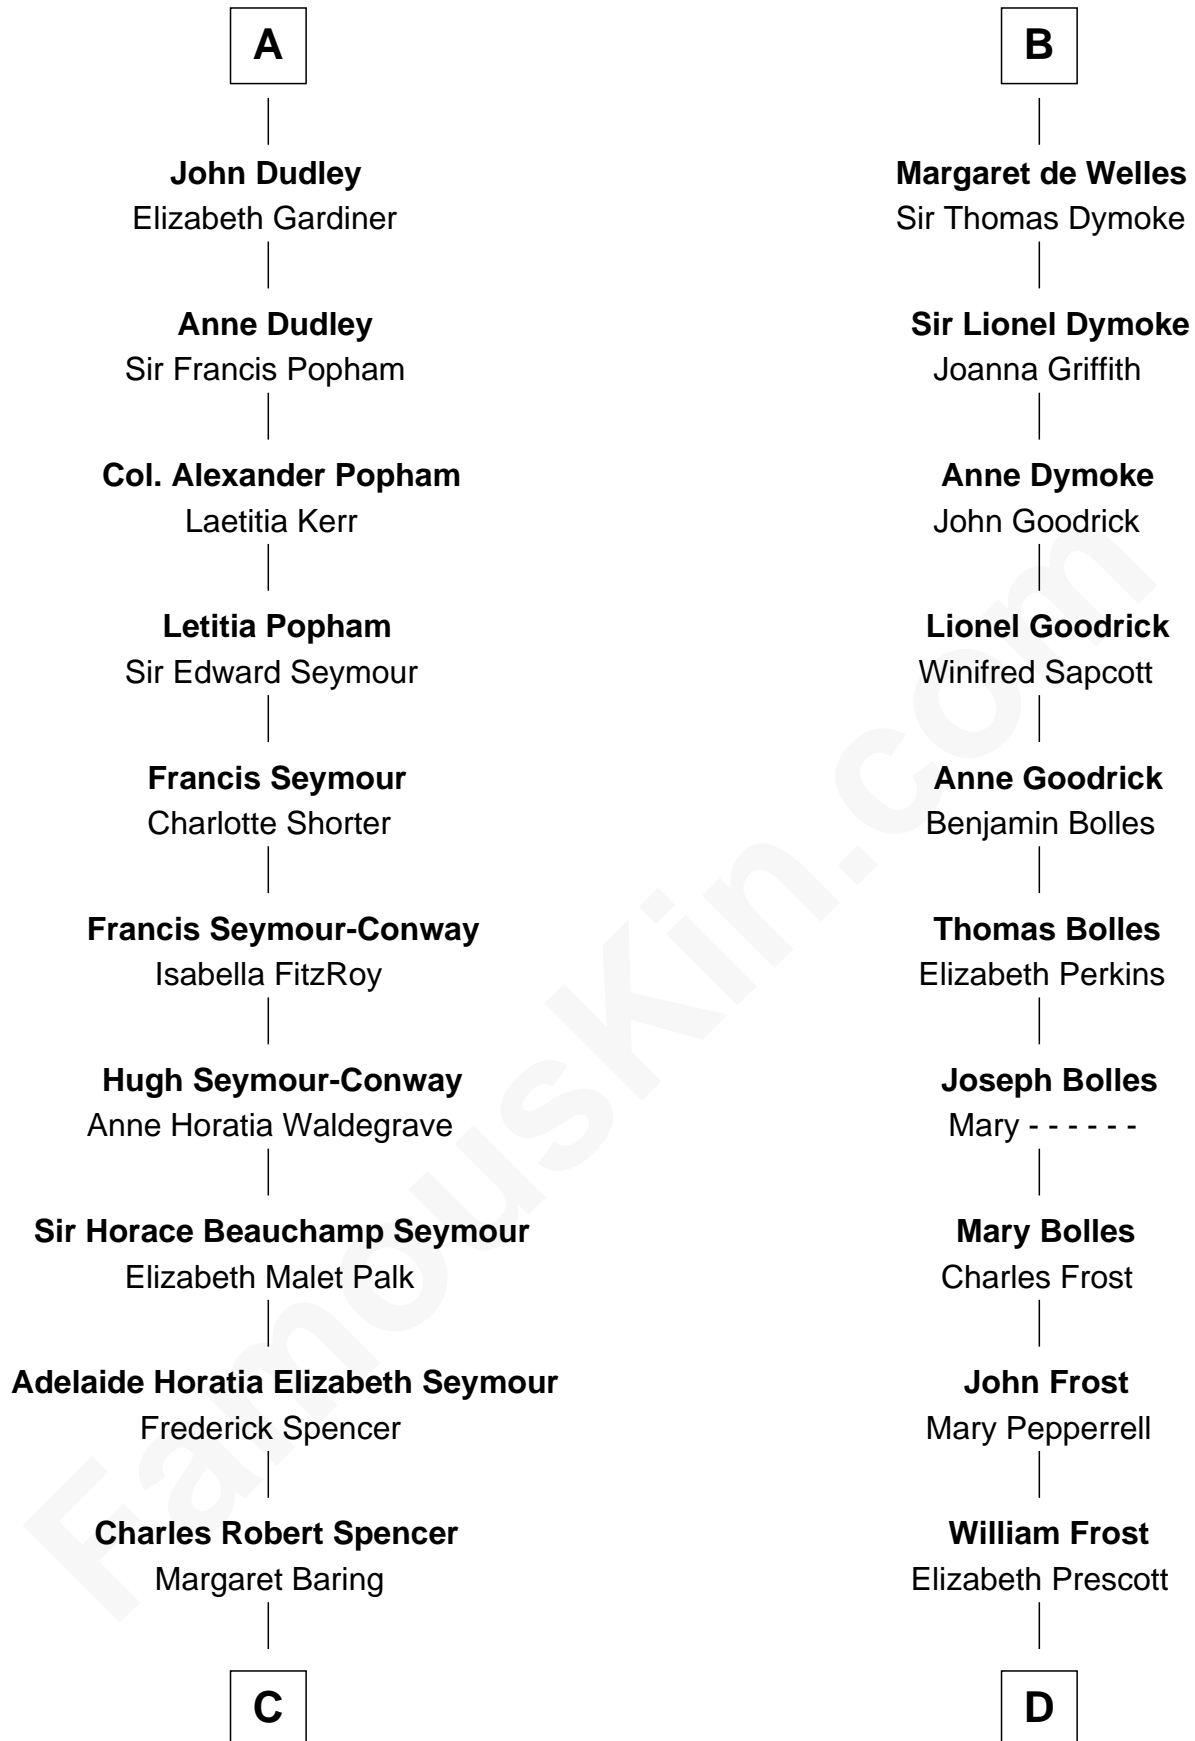 A
John Dudley
Elizabeth Gardiner
Anne Dudley
Sir Francis Popham
Col. Alexander Popham
Laetitia Kerr
Letitia Popham
Sir Edward Seymour
Francis Seymour
Charlotte Shorter
Francis Seymour-Conway
Isabella FitzRoy
Hugh Seymour-Conway
Anne Horatia Waldegrave
Sir Horace Beauchamp Seymour
Elizabeth Malet Palk
Adelaide Horatia Elizabeth Seymour
Frederick Spencer
Charles Robert Spencer
Margaret Baring
C
B
Margaret de Welles
Sir Thomas Dymoke
Sir Lionel Dymoke
Joanna Griffith
Anne Dymoke
John Goodrick
Lionel Goodrick
Winifred Sapcott
Anne Goodrick
Benjamin Bolles
Thomas Bolles
Elizabeth Perkins
Joseph Bolles
Mary - - - - - -
Mary Bolles
Charles Frost
John Frost
Mary Pepperrell
William Frost
Elizabeth Prescott
D
FamousKin.com